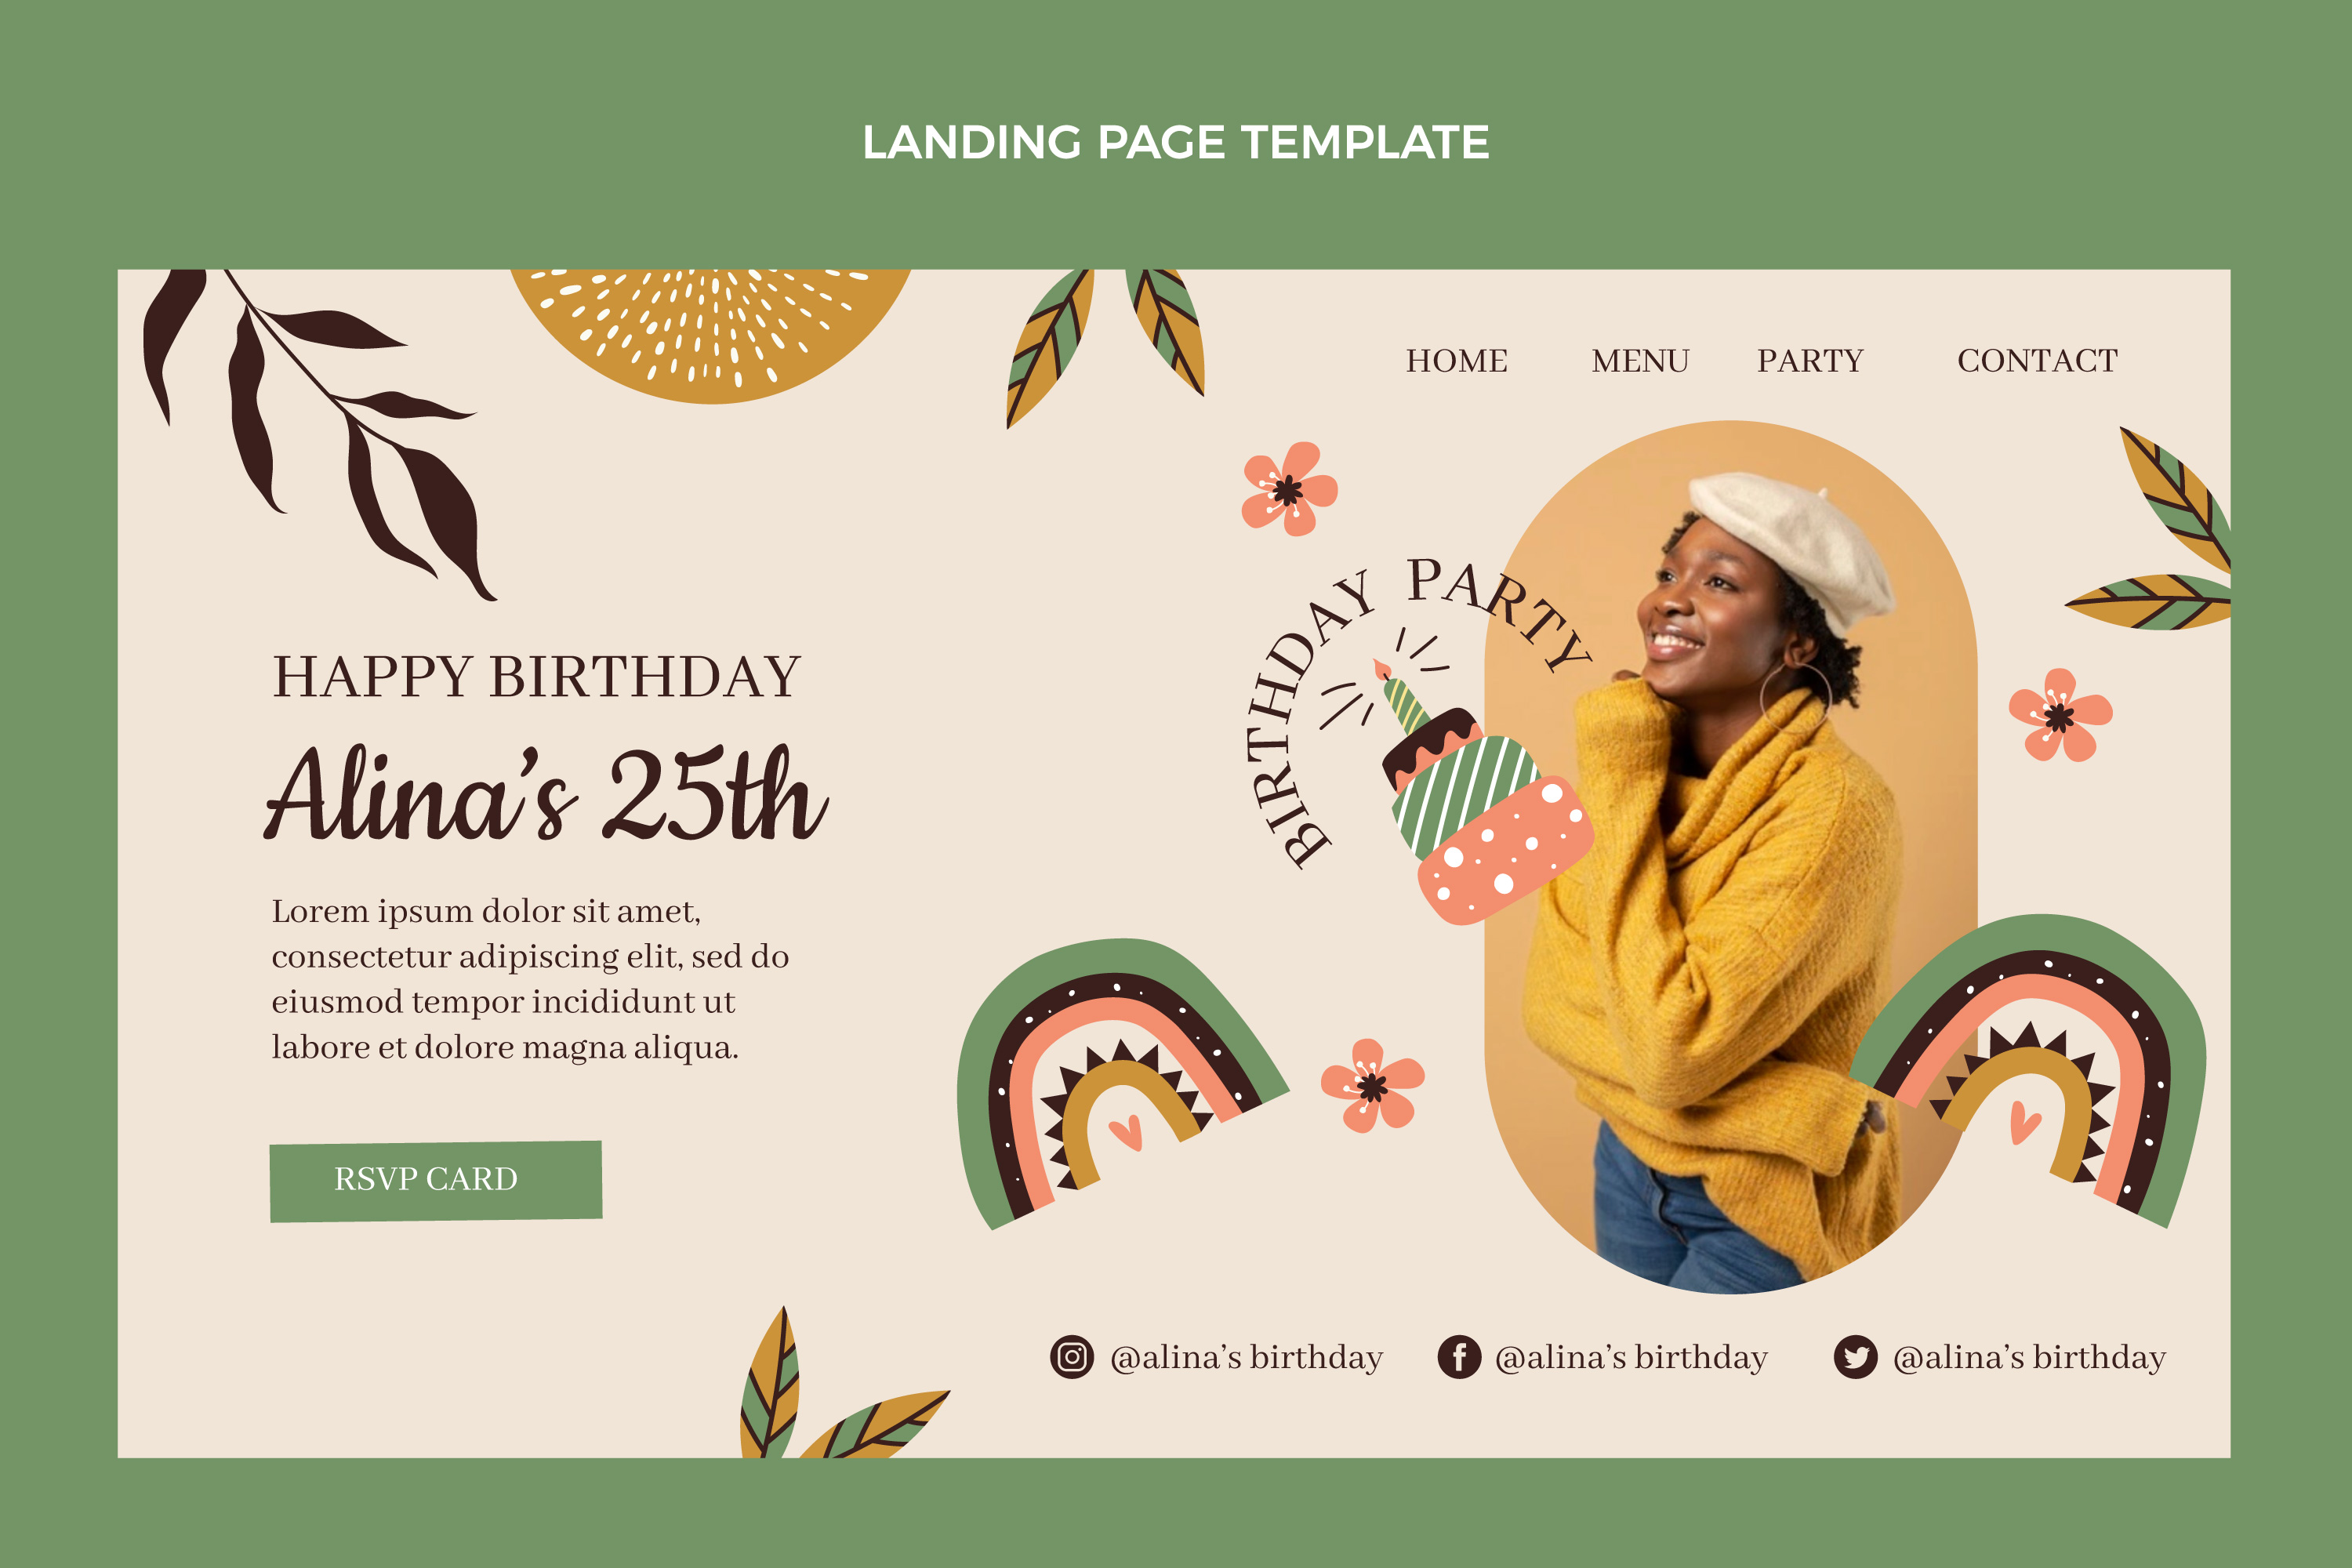 LANDING PAGE TEMPLATE
HOME MENU PARTY CONTACT
BIRTHDAY PARTY
HAPPY BIRTHDAY
Alina’s 25th
Lorem ipsum dolor sit amet,
consectetur adipiscing elit, sed do
eiusmod tempor incididunt ut
labore et dolore magna aliqua.
RSVP CARD
@alina’s birthday @alina’s birthday @alina’s birthday